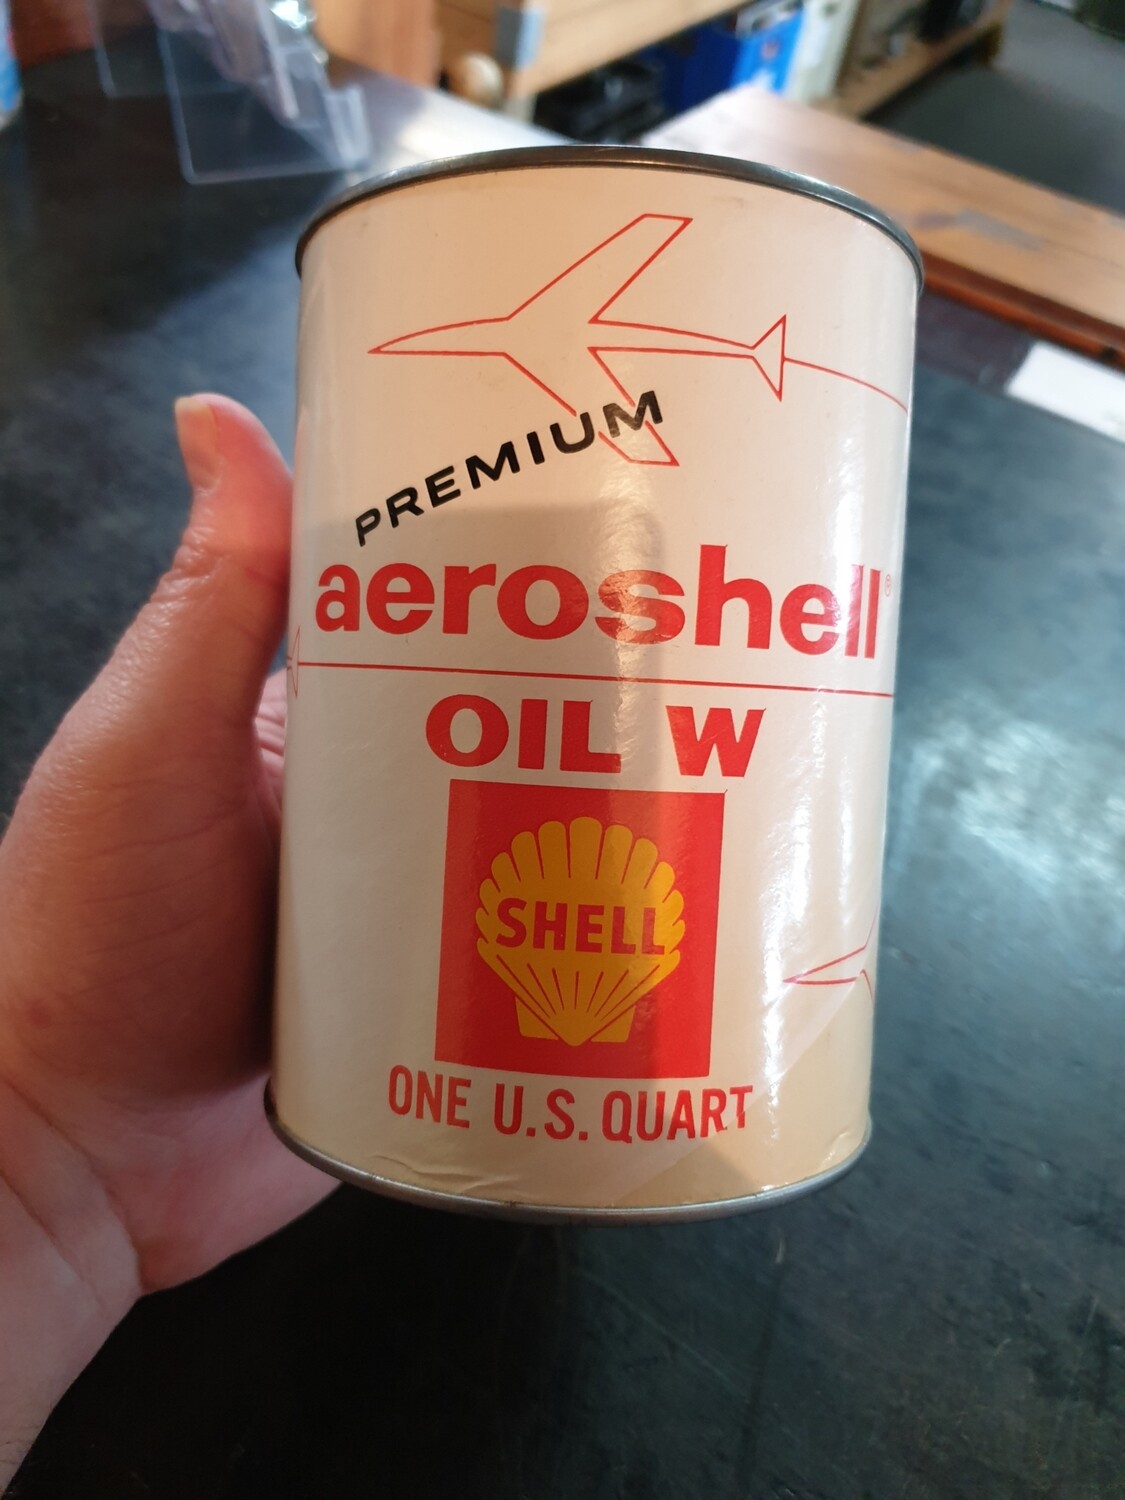 PREMIUM
aeroshell®
OIL W
SHELL
ONE U.S. QUART